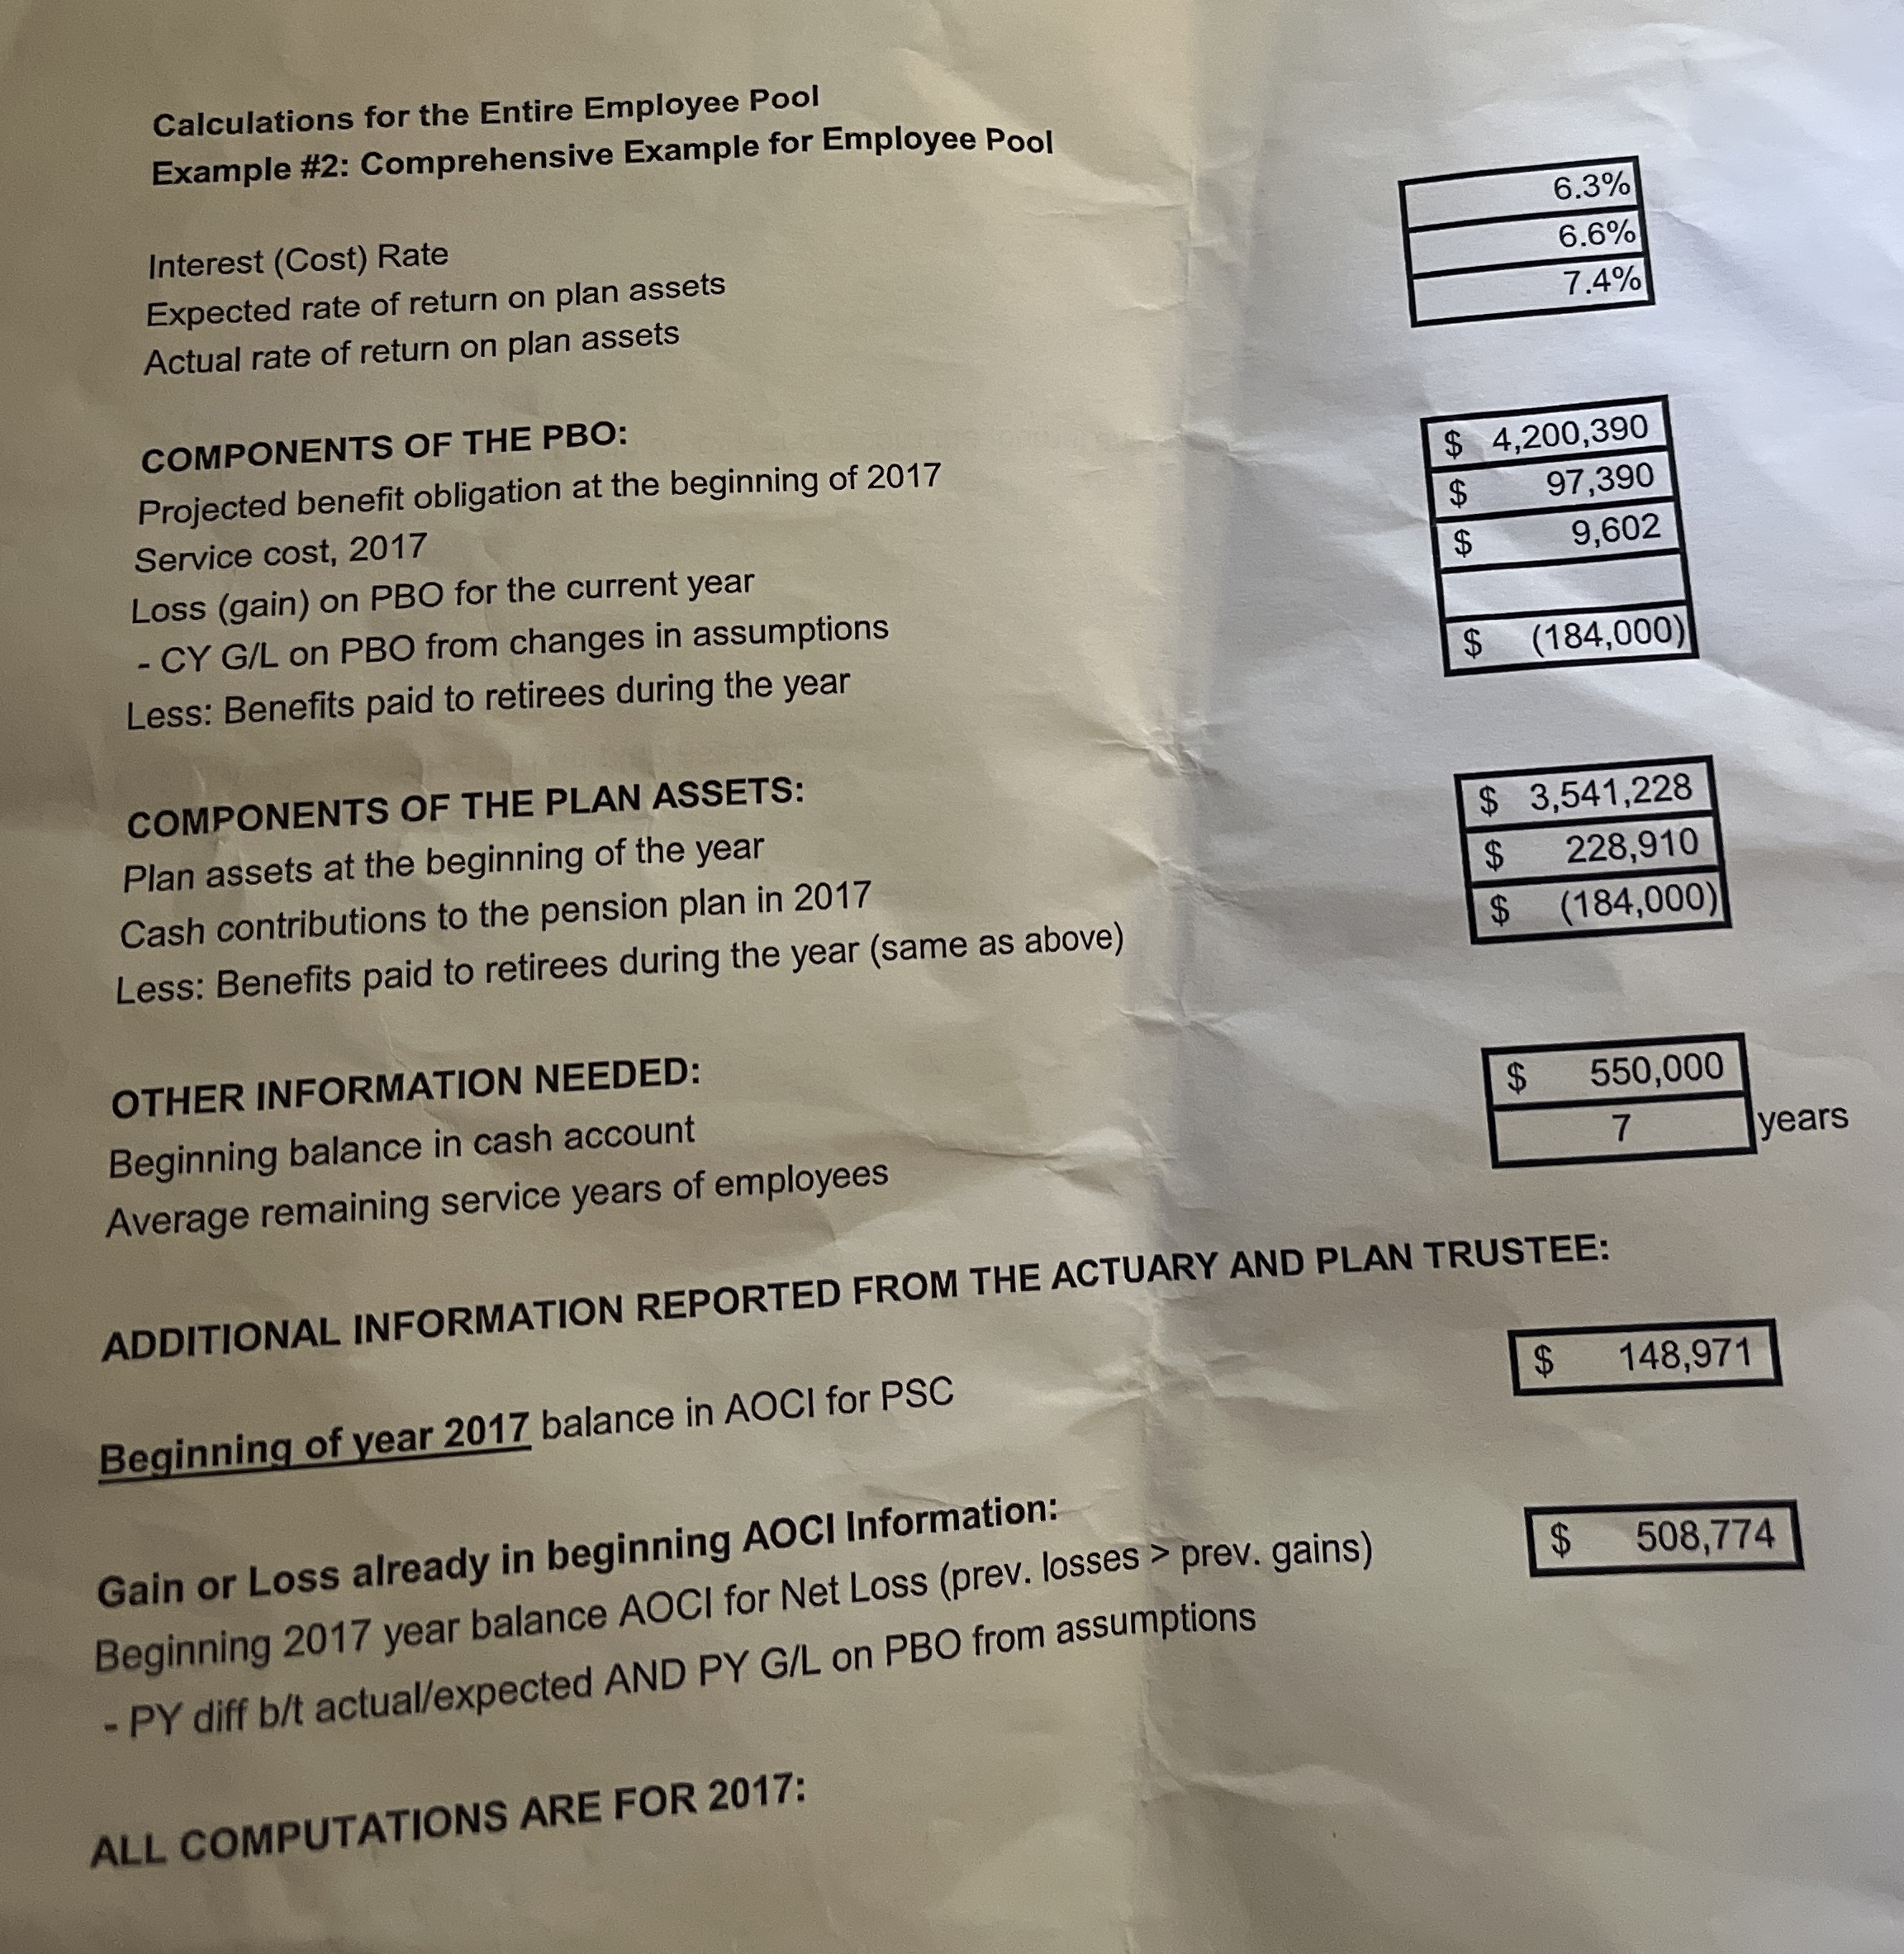 Calculations for the Entire Employee Pool
Example #2: Comprehensive Example for Employee Pool
Interest (Cost) Rate 6.3%
Expected rate of return on plan assets 6.6%
Actual rate of return on plan assets 7.4%
COMPONENTS OF THE PBO:
Projected benefit obligation at the beginning of 2017 $ 4,200,390
Service cost, 2017 $ 97,390
Loss (gain) on PBO for the current year $ 9,602
- CY G/L on PBO from changes in assumptions
Less: Benefits paid to retirees during the year $ (184,000)
COMPONENTS OF THE PLAN ASSETS:
Plan assets at the beginning of the year $ 3,541,228
Cash contributions to the pension plan in 2017 $ 228,910
Less: Benefits paid to retirees during the year (same as above) $ (184,000)
OTHER INFORMATION NEEDED:
Beginning balance in cash account $ 550,000
Average remaining service years of employees 7 years
ADDITIONAL INFORMATION REPORTED FROM THE ACTUARY AND PLAN TRUSTEE:
Beginning of year 2017 balance in AOCI for PSC $ 148,971
Gain or Loss already in beginning AOCI Information:
Beginning 2017 year balance AOCI for Net Loss (prev. losses > prev. gains) $ 508,774
- PY diff b/t actual/expected AND PY G/L on PBO from assumptions
ALL COMPUTATIONS ARE FOR 2017: